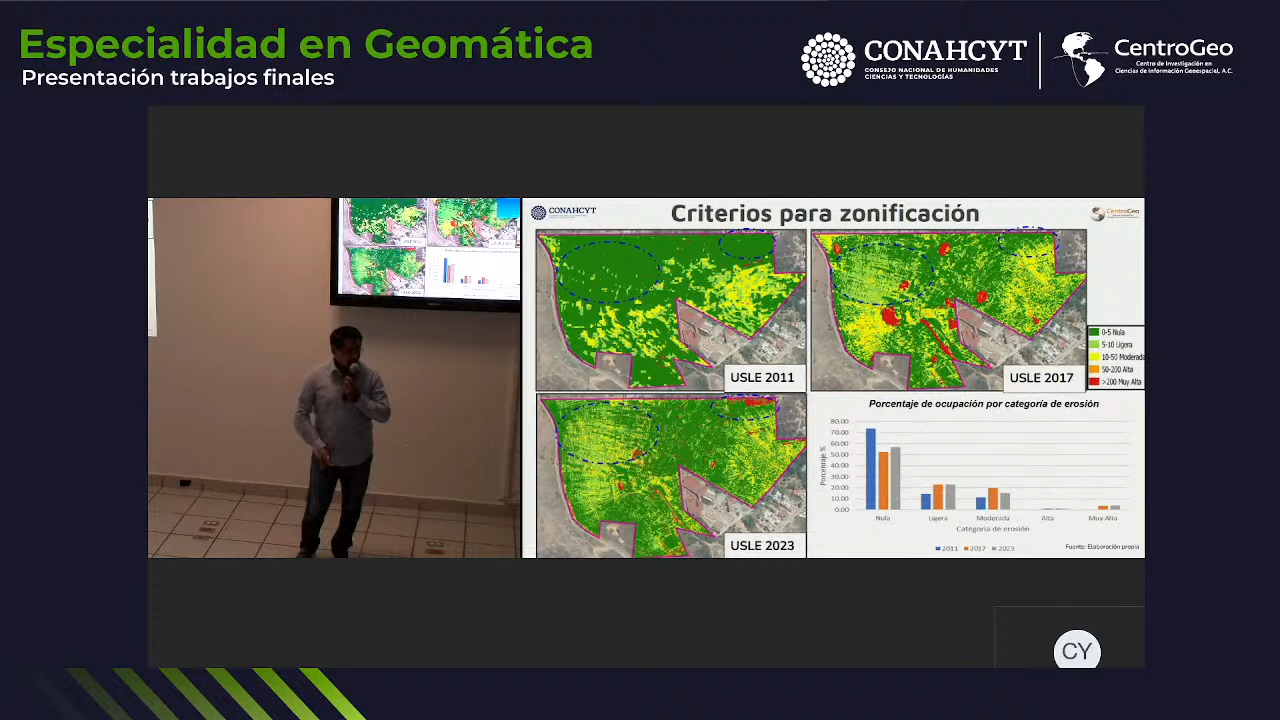 Especialidad en Geomática
Presentación trabajos finales
CONAHCYT
CONSEJO NACIONAL DE HUMANIDADES
CIENCIAS Y TECNOLOGÍAS
CentroGeo
Centro de Investigación en
Ciencias de Información Geoespacial, A.C.
CONAHCYT
Criterios para zonificación
CentroGeo
USLE 2011
USLE 2017
0-5 Nula
5-10 Ligera
10-50 Moderada
50-200 Alta
>200 Muy Alta
USLE 2023
Porcentaje de ocupación por categoría de erosión
Porcenraje %
80.00
70.00
60.00
50.00
40.00
30.00
20.00
10.00
0.00
Nula Ligera Moderada Alta Muy Alta
Categoria de erosión
2011 2017 2023
Fuente: Elaboración propia
CY